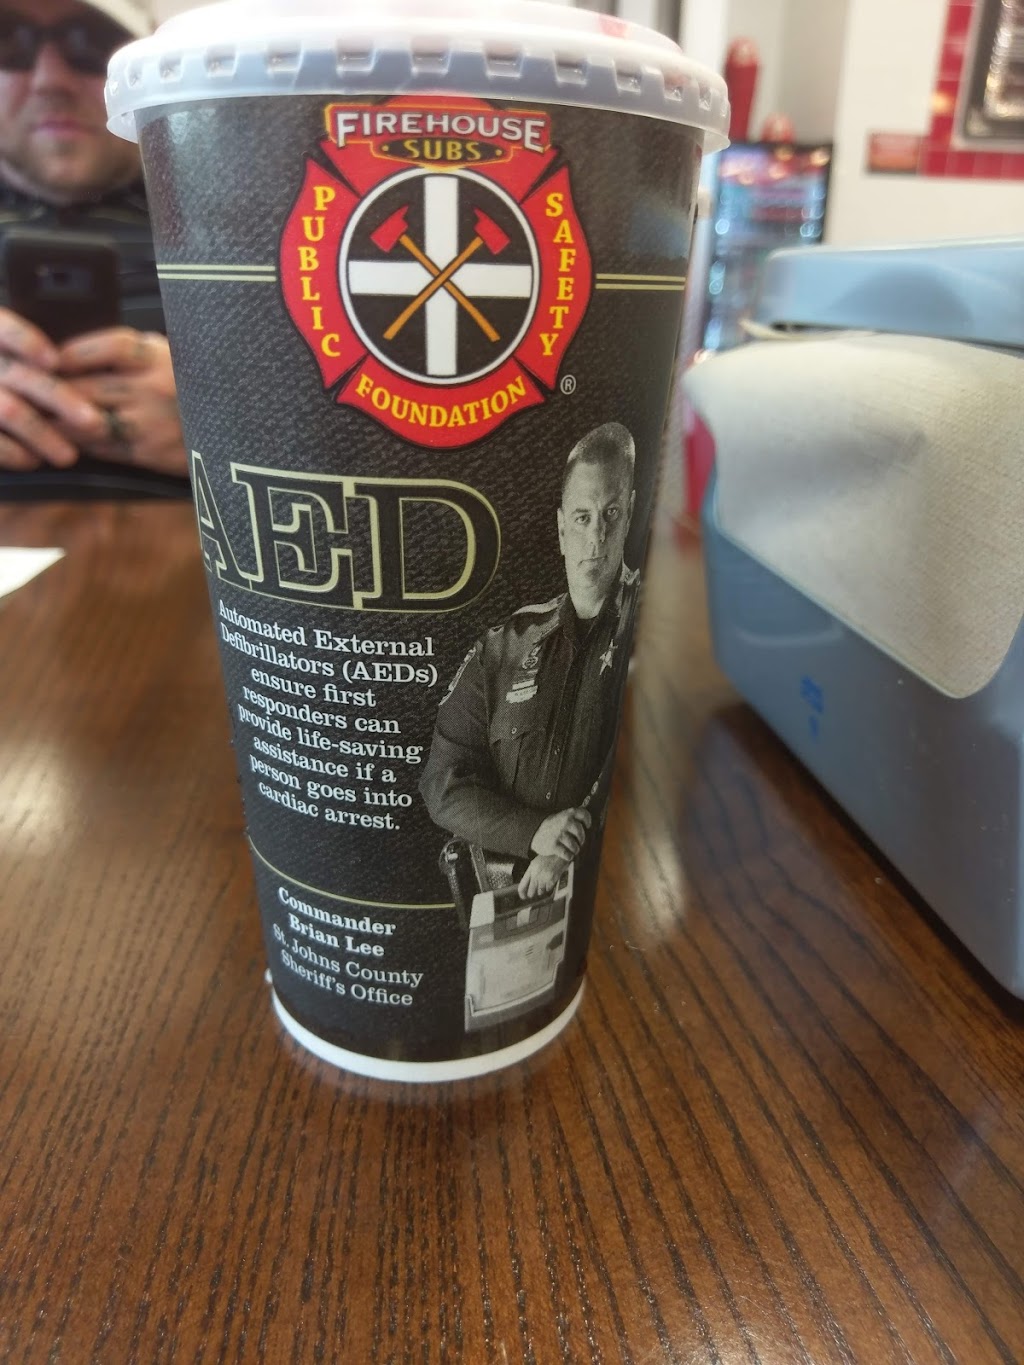 FIREHOUSE
SUBS
PUBLIC
SAFETY
FOUNDATION
®
AED
Automated External
Defibrillators (AEDs)
ensure first
responders can
provide life-saving
assistance if a
person goes into
cardiac arrest.
Commander
Brian Lee
St. Johns County
Sheriff's Office